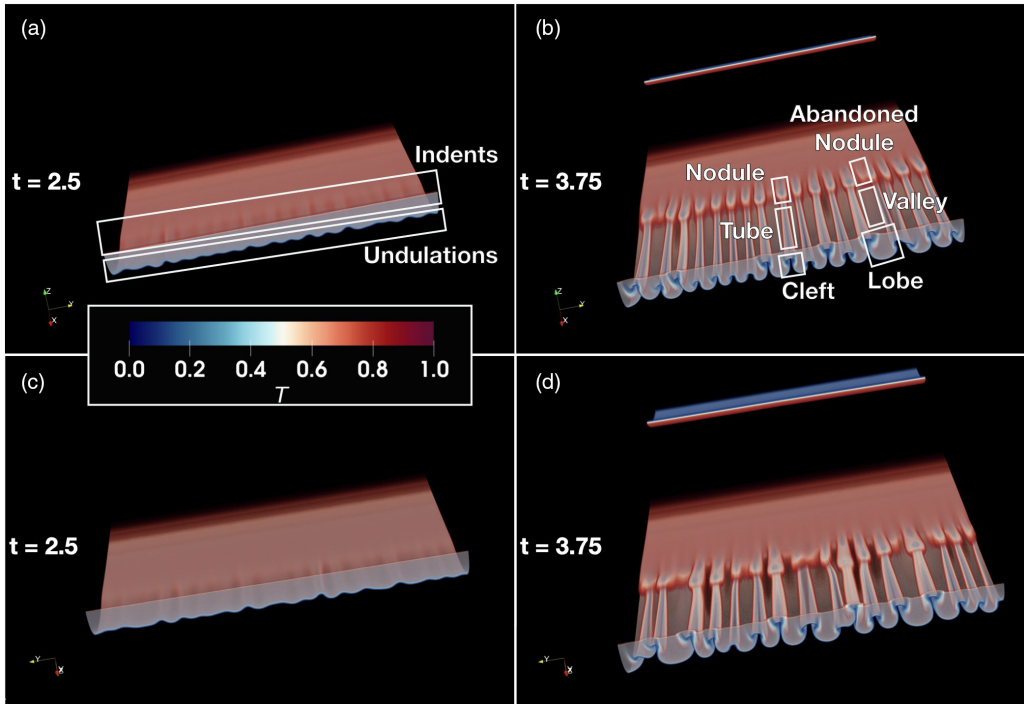 (a)
Indents
t = 2.5
Undulations
Z
Y
X
(b)
Abandoned
Nodule
Nodule
t = 3.75
Valley
Tube
Lobe
Cleft
Z
Y
X
0.0 0.2 0.4 0.6 0.8 1.0
T
(c)
t = 2.5
Y
X
(d)
t = 3.75
Y
X